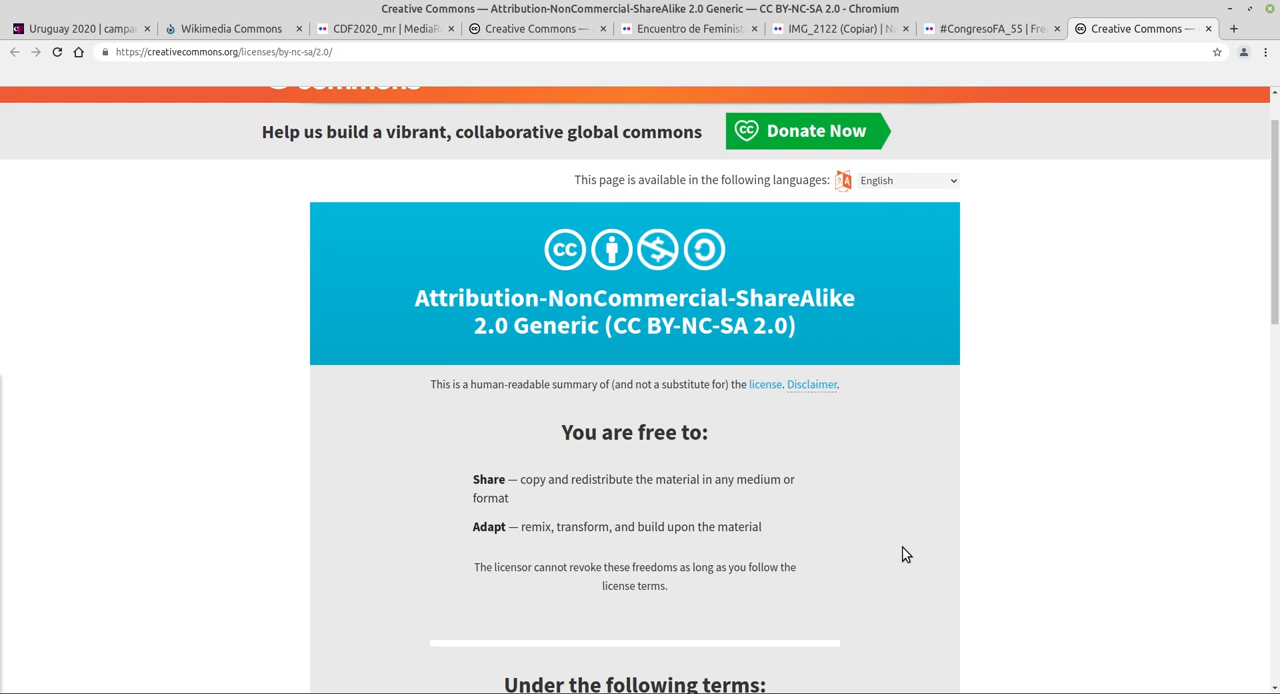 Creative Commons — Attribution-NonCommercial-ShareAlike 2.0 Generic — CC BY-NC-SA 2.0 - Chromium
Uruguay 2020 | campa
Wikimedia Commons
CDF2020_mr | MediaR
Creative Commons —
Encuentro de Feminist
IMG_2122 (Copiar) |
#CongresoFA_55 | Fre
Creative Commons —
https://creativecommons.org/licenses/by-nc-sa/2.0/
commons
Help us build a vibrant, collaborative global commons
Donate Now
This page is available in the following languages:
English
Attribution-NonCommercial-ShareAlike
2.0 Generic (CC BY-NC-SA 2.0)
This is a human-readable summary of (and not a substitute for) the license. Disclaimer.
You are free to:
Share — copy and redistribute the material in any medium or
format
Adapt — remix, transform, and build upon the material
The licensor cannot revoke these freedoms as long as you follow the
license terms.
Under the following terms: